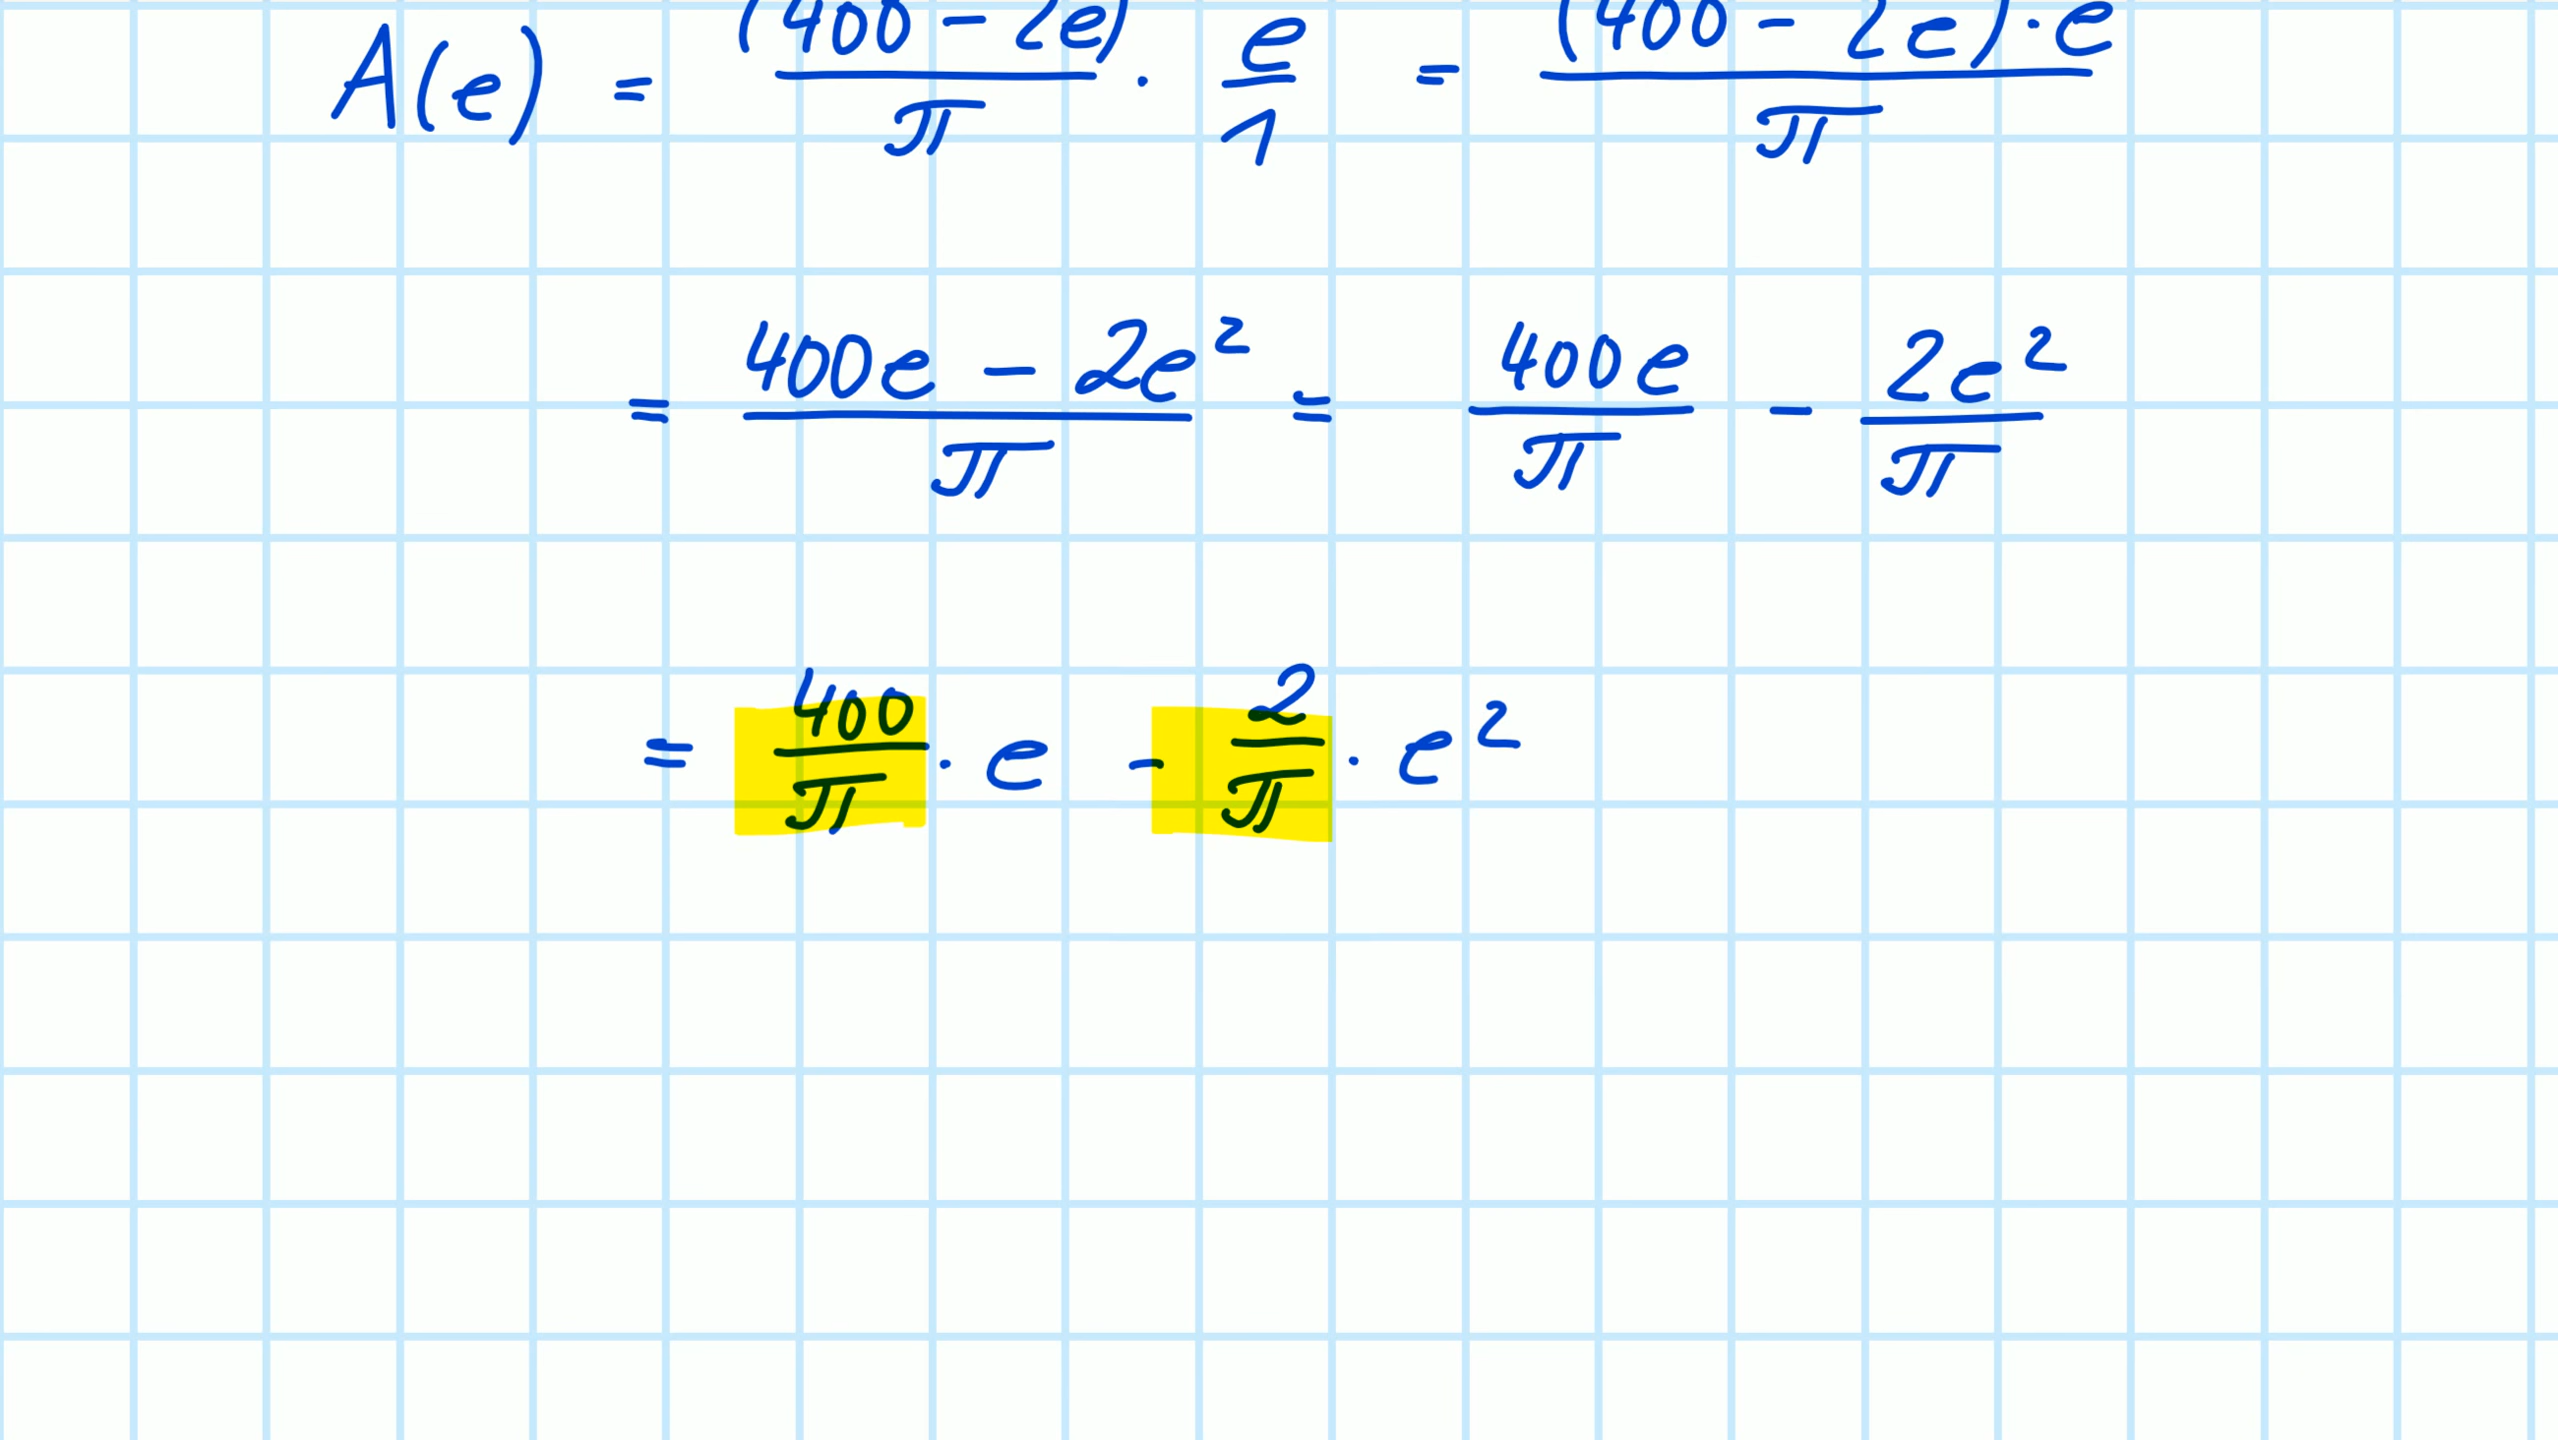 A(e) = (400 - 2e)/π · e/1 = (400 - 2e) · e/π
= 400e - 2e²/π = 400e/π - 2e²/π
= 400/π · e - 2/π · e²